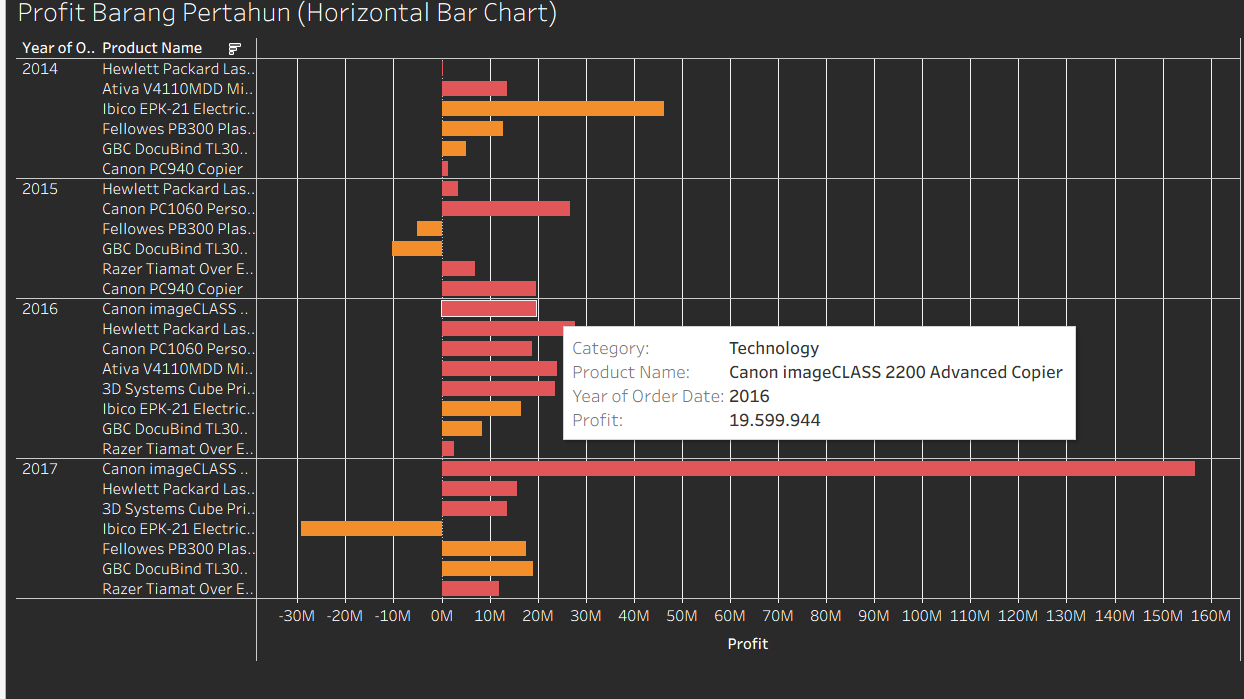 Profit Barang Pertahun (Horizontal Bar Chart)
Year of O.. Product Name
2014 Hewlett Packard Las..
Ativa V4110MDD Mi..
Ibico EPK-21 Electric..
Fellowes PB300 Plas..
GBC DocuBind TL30..
Canon PC940 Copier
2015 Hewlett Packard Las..
Canon PC1060 Perso..
Fellowes PB300 Plas..
GBC DocuBind TL30..
Razer Tiamat Over E..
Canon PC940 Copier
2016 Canon imageCLASS ..
Hewlett Packard Las..
Canon PC1060 Perso..
Ativa V4110MDD Mi..
3D Systems Cube Pri..
Ibico EPK-21 Electric..
GBC DocuBind TL30..
Razer Tiamat Over E..
Category: Technology
Product Name: Canon imageCLASS 2200 Advanced Copier
Year of Order Date: 2016
Profit: 19.599.944
2017 Canon imageCLASS ..
Hewlett Packard Las..
3D Systems Cube Pri..
Ibico EPK-21 Electric..
Fellowes PB300 Plas..
GBC DocuBind TL30..
Razer Tiamat Over E..
-30M -20M -10M 0M 10M 20M 30M 40M 50M 60M 70M 80M 90M 100M 110M 120M 130M 140M 150M 160M
Profit